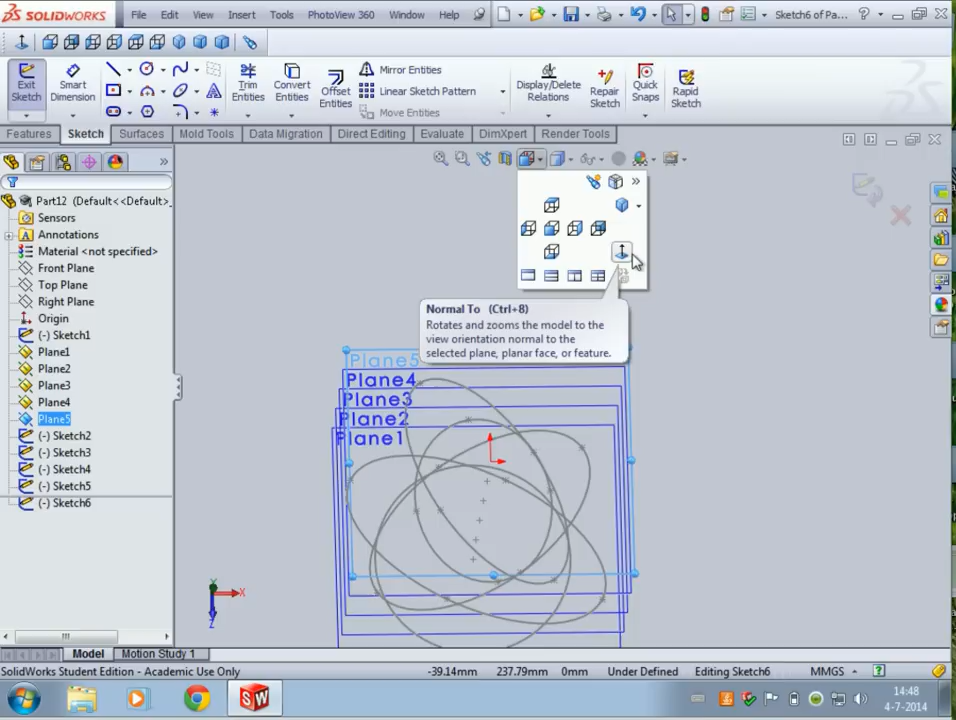 SOLIDWORKS File Edit View Insert Tools PhotoView 360 Window Help Sketch6 of Pa...
Exit Sketch
Smart Dimension
Trim Entities
Convert Entities
Offset Entities
Mirror Entities
Linear Sketch Pattern
Move Entities
Display/Delete Relations
Repair Sketch
Quick Snaps
Rapid Sketch
Features Sketch Surfaces Mold Tools Data Migration Direct Editing Evaluate DimXpert Render Tools
Part12 (Default<<Default>_
Sensors
Annotations
Material <not specified>
Front Plane
Top Plane
Right Plane
Origin
(-) Sketch1
Plane1
Plane2
Plane3
Plane4
Plane5
(-) Sketch2
(-) Sketch3
(-) Sketch4
(-) Sketch5
(-) Sketch6
Normal To (Ctrl+8)
Rotates and zooms the model to the
view orientation normal to the
selected plane, planar face, or feature.
Plane5
Plane4
Plane3
Plane2
Plane1
Y
X
Z
Model Motion Study 1
SolidWorks Student Edition - Academic Use Only -39.14mm 237.79mm 0mm Under Defined Editing Sketch6 MMGS
14:48
4-7-2014